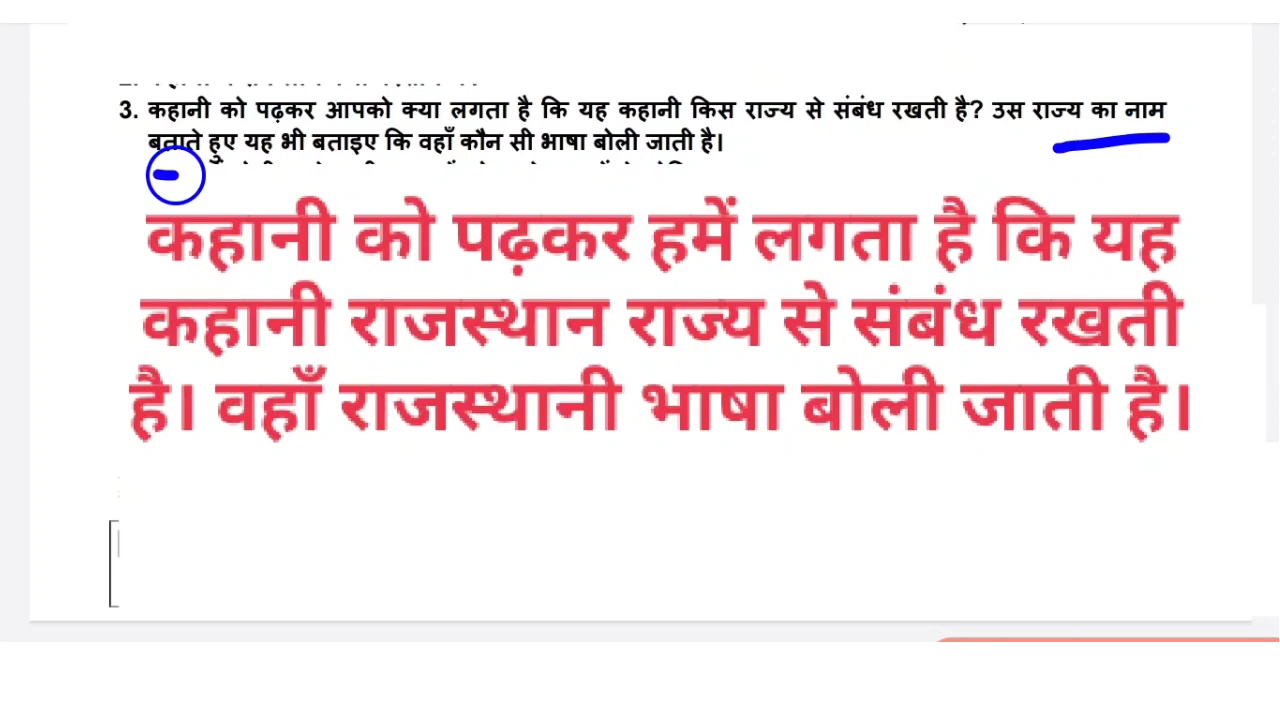 3. कहानी को पढ़कर आपको क्या लगता है कि यह कहानी किस राज्य से संबंध रखती है? उस राज्य का नाम
बताते हुए यह भी बताइए कि वहाँ कौन सी भाषा बोली जाती है।
कहानी को पढ़कर हमें लगता है कि यह
कहानी राजस्थान राज्य से संबंध रखती
है। वहाँ राजस्थानी भाषा बोली जाती है।